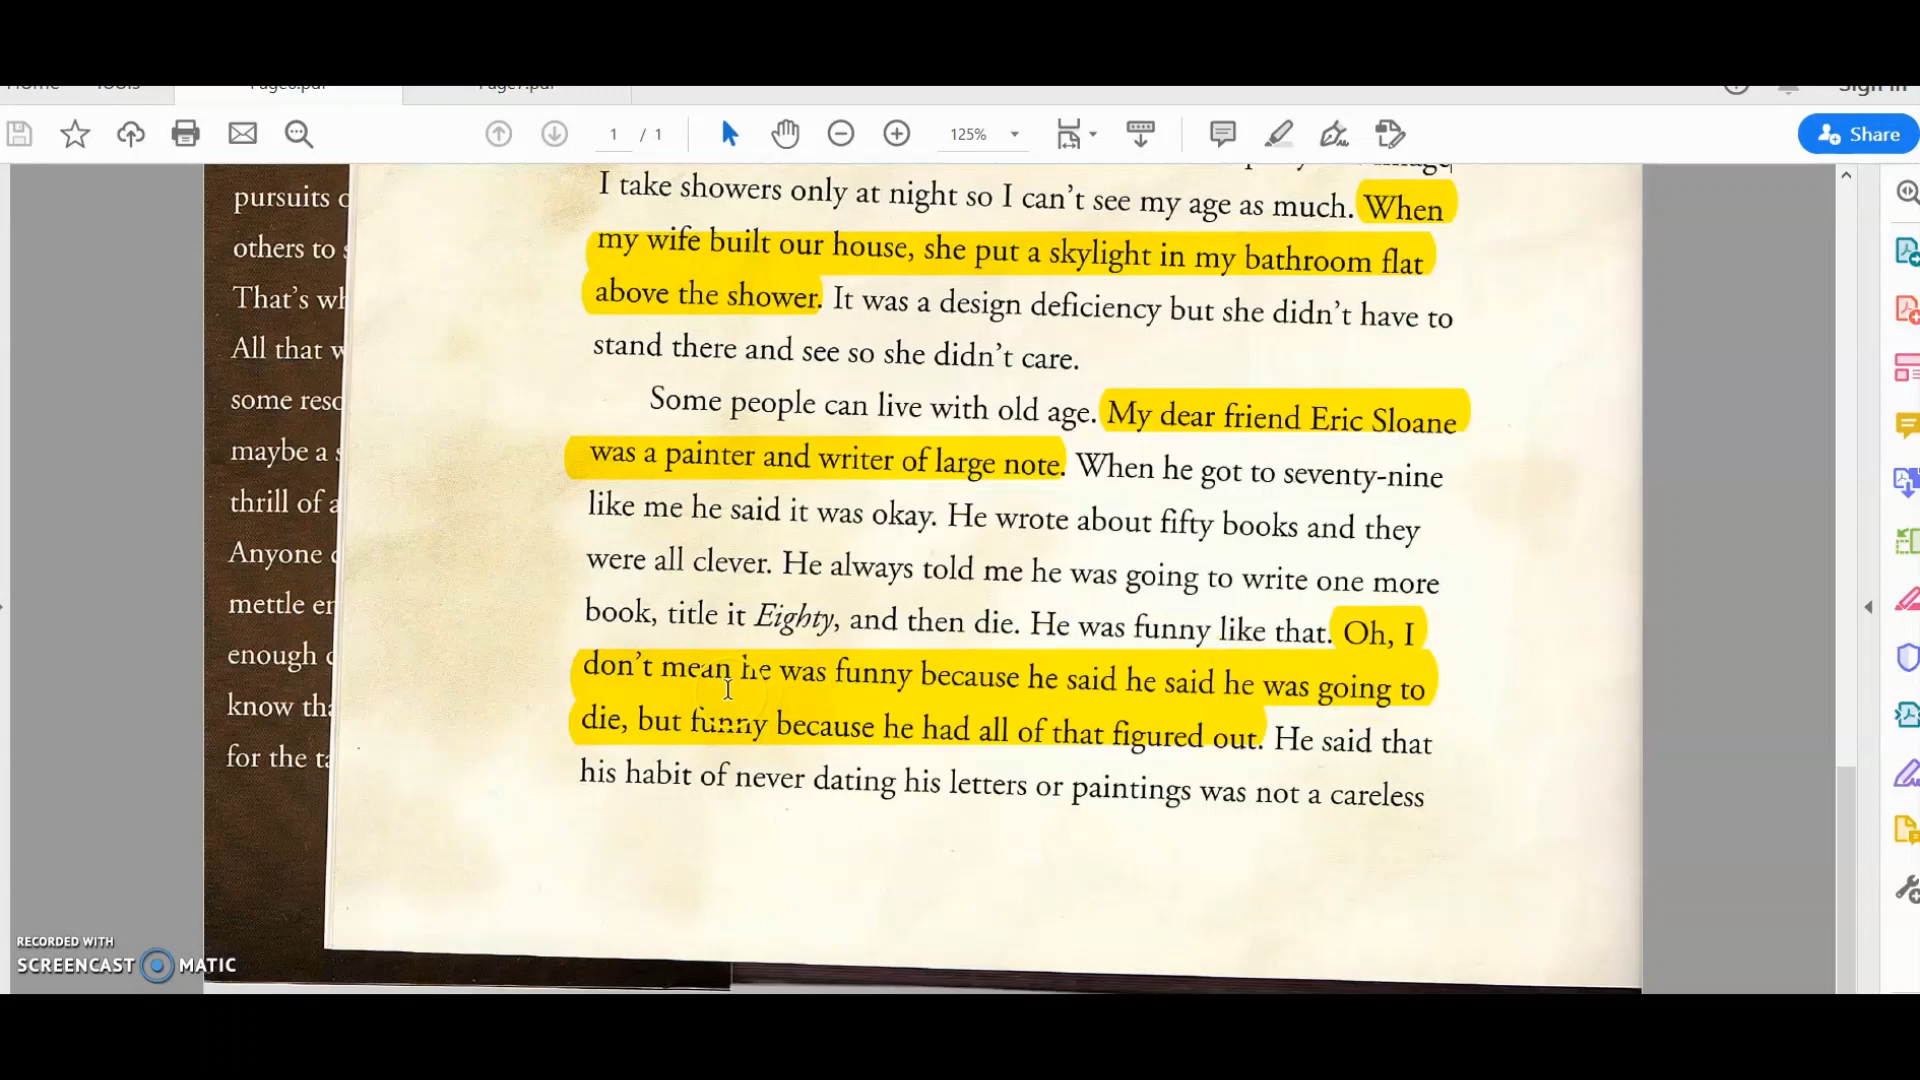 1 / 1
125%
Share
pursuits
I take showers only at night so I can't see my age as much. When
others to
my wife built our house, she put a skylight in my bathroom flat
That's
above the shower. It was a design deficiency but she didn't have to
All that
stand there and see so she didn't care.
some
Some people can live with old age. My dear friend Eric Sloane
maybe a
was a painter and writer of large note. When he got to seventy-nine
thrill of
like me he said it was okay. He wrote about fifty books and they
Anyone
were all clever. He always told me he was going to write one more
mettle
book, title it Eighty, and then die. He was funny like that. Oh, I
enough
don't mean he was funny because he said he said he was going to
know
die, but funny because he had all of that figured out. He said that
for the
his habit of never dating his letters or paintings was not a careless
RECORDED WITH
SCREENCAST MATIC